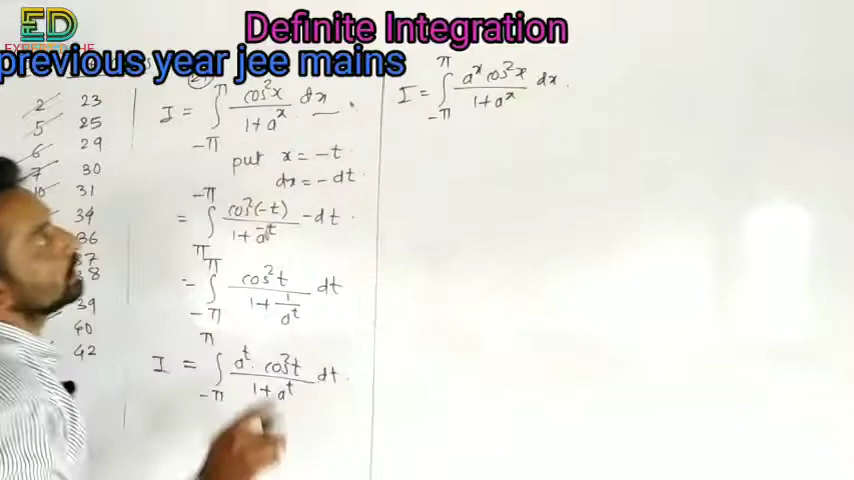 Definite Integration
previous year jee mains
ED
2 23
5 25
6 29
7 30
10 31
34
36
37
38
39
40
42
I = ∫_{-π}^{π} cos²x / (1+a^x) dx
put x = -t
dx = -dt.
= ∫_{π}^{-π} cos²(-t) / (1+a^{-t}) -dt.
= ∫_{-π}^{π} cos²t / (1+ 1/a^t) dt
I = ∫_{-π}^{π} a^t. cos²t / (1+a^t) dt.
I = ∫_{-π}^{π} a^x cos²x / (1+a^x) dx.